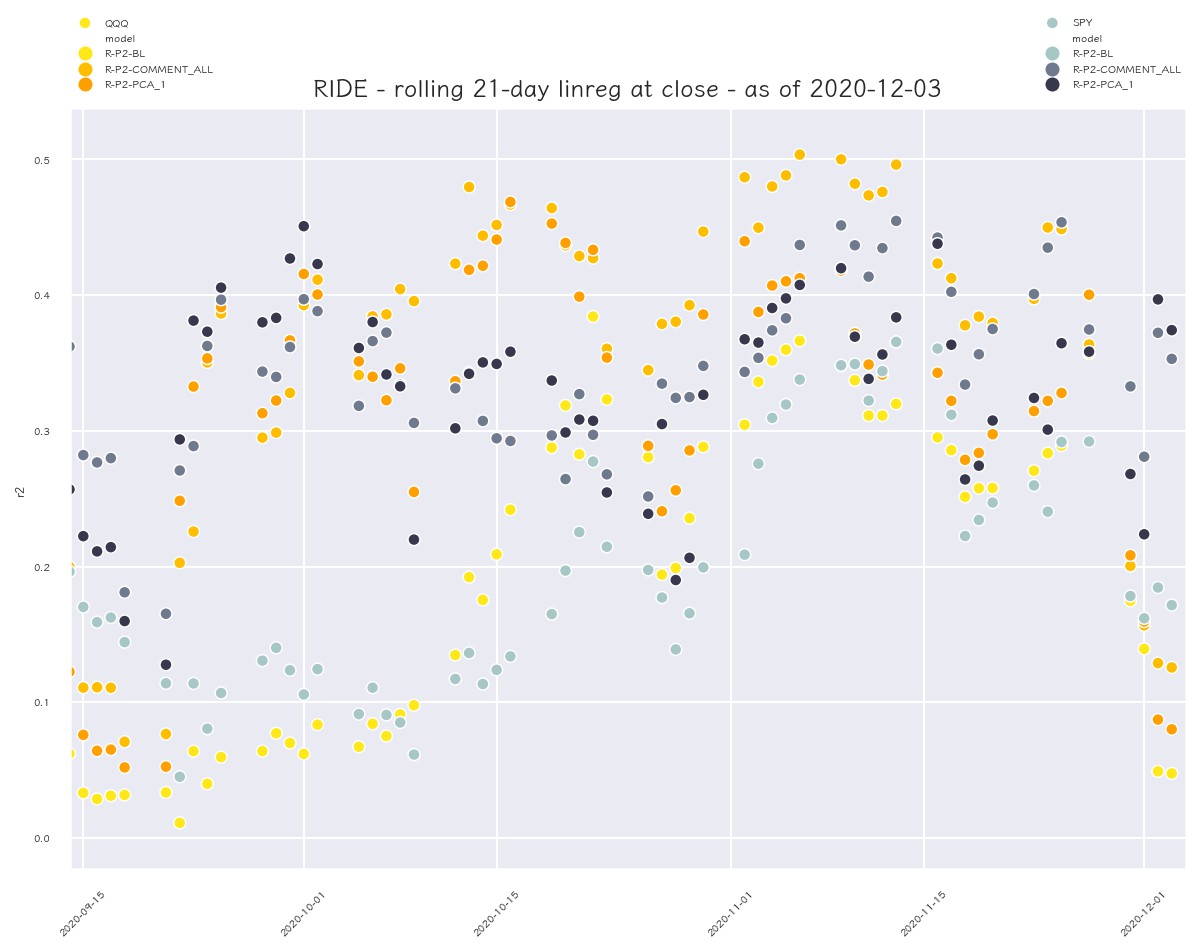 QQQ
model
R-P2-BL
R-P2-COMMENT_ALL
R-P2-PCA_1
SPY
model
R-P2-BL
R-P2-COMMENT_ALL
R-P2-PCA_1
RIDE - rolling 21-day linreg at close - as of 2020-12-03
r2
0.5
0.4
0.3
0.2
0.1
0.0
2020-09-15
2020-10-01
2020-10-15
2020-11-01
2020-11-15
2020-12-01